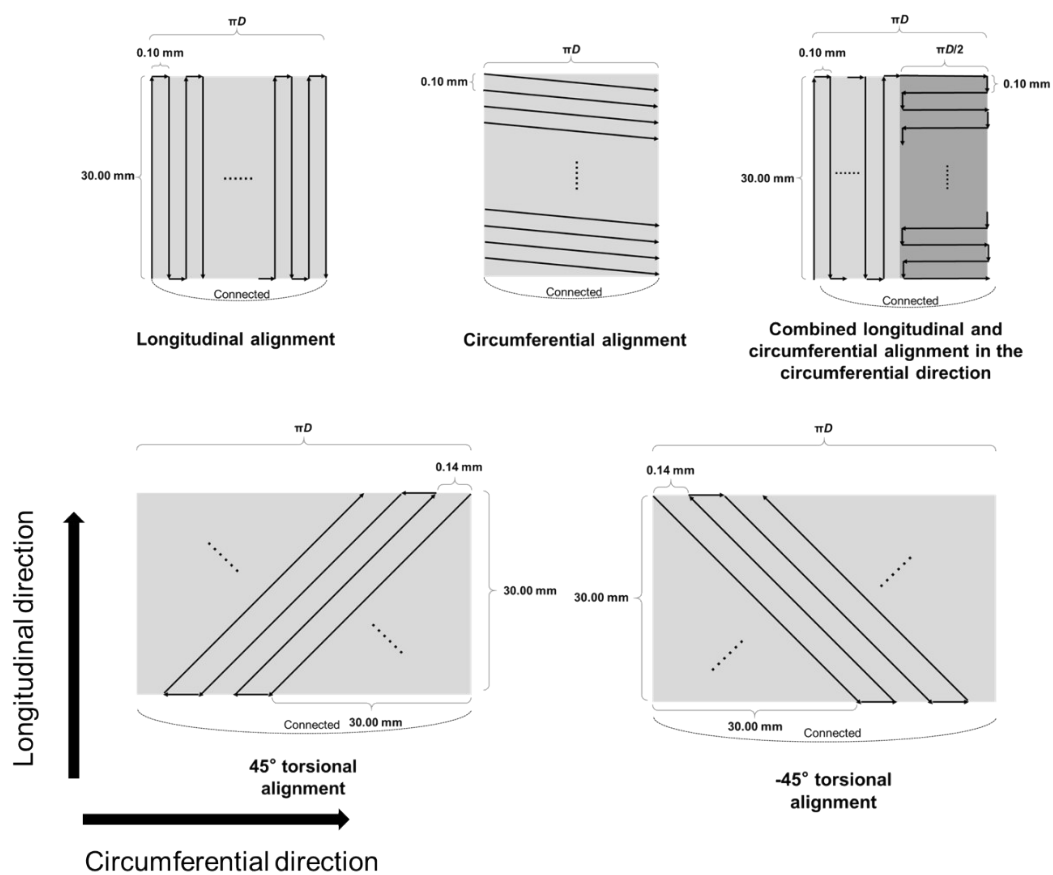 πD
0.10 mm
30.00 mm
Connected
Longitudinal alignment
πD
0.10 mm
Connected
Circumferential alignment
πD
0.10 mm
πD/2
0.10 mm
30.00 mm
Connected
Combined longitudinal and
circumferential alignment in the
circumferential direction
πD
0.14 mm
30.00 mm
30.00 mm
Connected
45° torsional
alignment
πD
0.14 mm
30.00 mm
30.00 mm
Connected
-45° torsional
alignment
Longitudinal direction
Circumferential direction